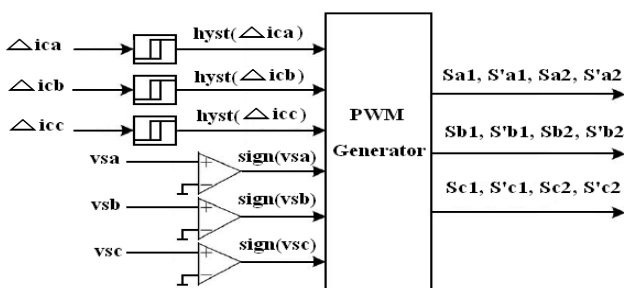 △ica
hyst(△ica)
△icb
hyst(△icb)
△icc
hyst(△icc)
vsa
sign(vsa)
vsb
sign(vsb)
vsc
sign(vsc)
+
−
+
−
+
−
PWM
Generator
Sa1, S'a1, Sa2, S'a2
Sb1, S'b1, Sb2, S'b2
Sc1, S'c1, Sc2, S'c2